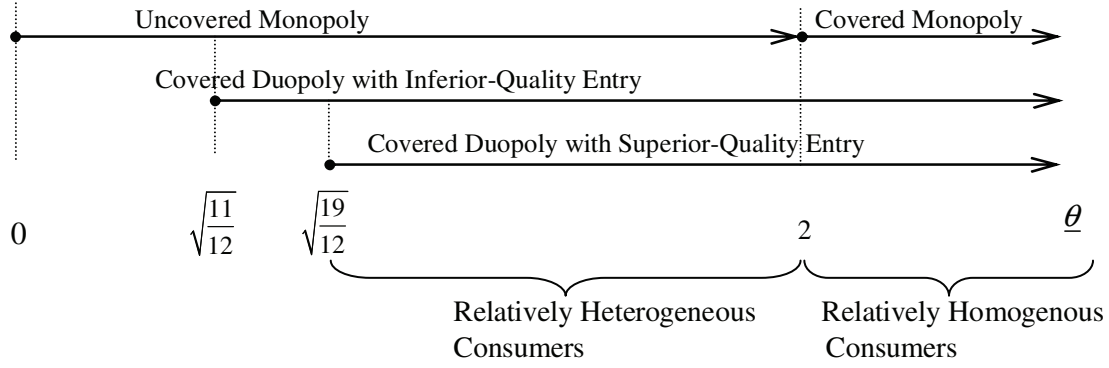 Uncovered Monopoly
Covered Monopoly
Covered Duopoly with Inferior-Quality Entry
Covered Duopoly with Superior-Quality Entry
0
√(11/12)
√(19/12)
2
θ̲
Relatively Heterogeneous
Consumers
Relatively Homogenous
Consumers